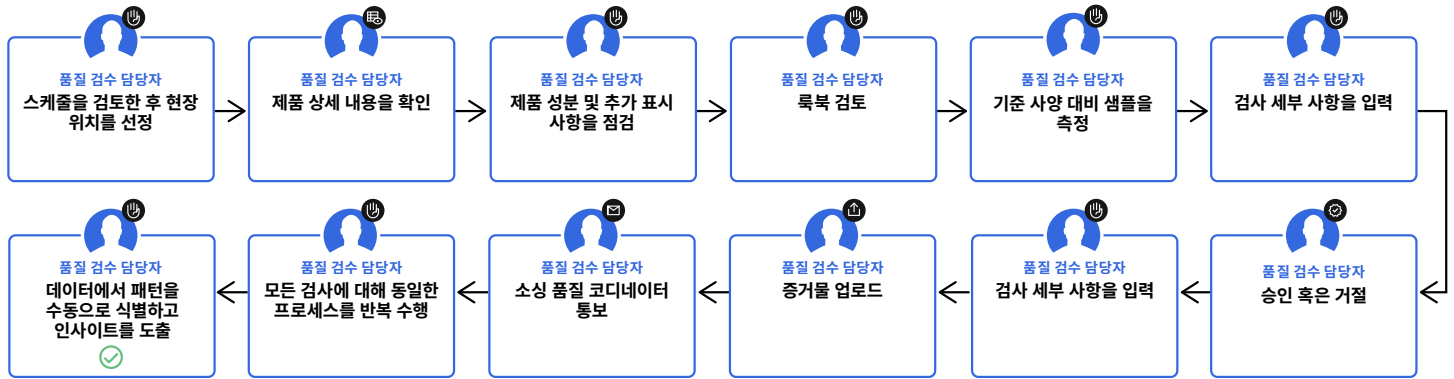 품질 검수 담당자
스케줄을 검토한 후 현장
위치를 선정
품질 검수 담당자
제품 상세 내용을 확인
품질 검수 담당자
제품 성분 및 추가 표시
사항을 점검
품질 검수 담당자
룩북 검토
품질 검수 담당자
기준 사양 대비 샘플을
측정
품질 검수 담당자
검사 세부 사항을 입력
품질 검수 담당자
승인 혹은 거절
품질 검수 담당자
검사 세부 사항을 입력
품질 검수 담당자
증거물 업로드
품질 검수 담당자
소싱 품질 코디네이터
통보
품질 검수 담당자
모든 검사에 대해 동일한
프로세스를 반복 수행
품질 검수 담당자
데이터에서 패턴을
수동으로 식별하고
인사이트를 도출